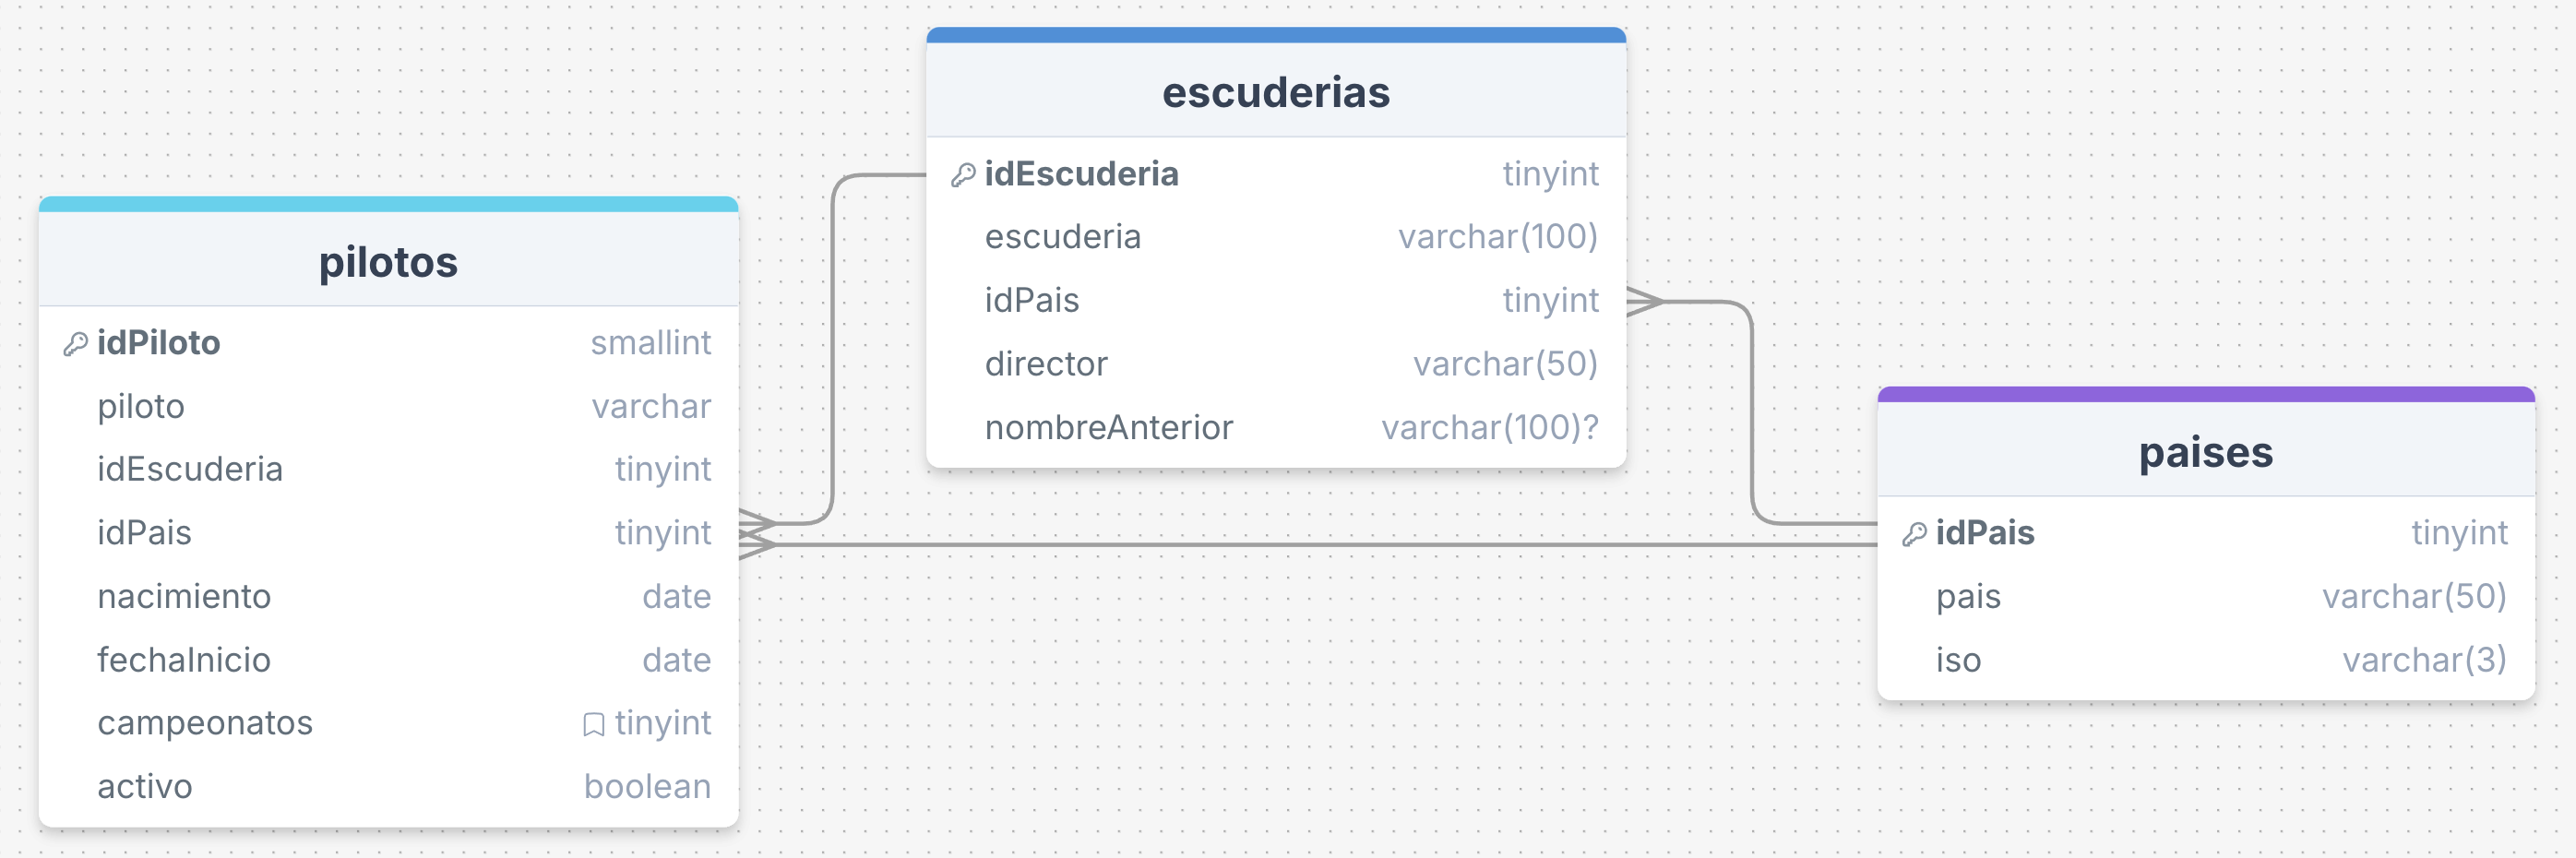 pilotos
idPiloto smallint
piloto varchar
idEscuderia tinyint
idPais tinyint
nacimiento date
fechaInicio date
campeonatos tinyint
activo boolean
escuderias
idEscuderia tinyint
escuderia varchar(100)
idPais tinyint
director varchar(50)
nombreAnterior varchar(100)?
paises
idPais tinyint
pais varchar(50)
iso varchar(3)